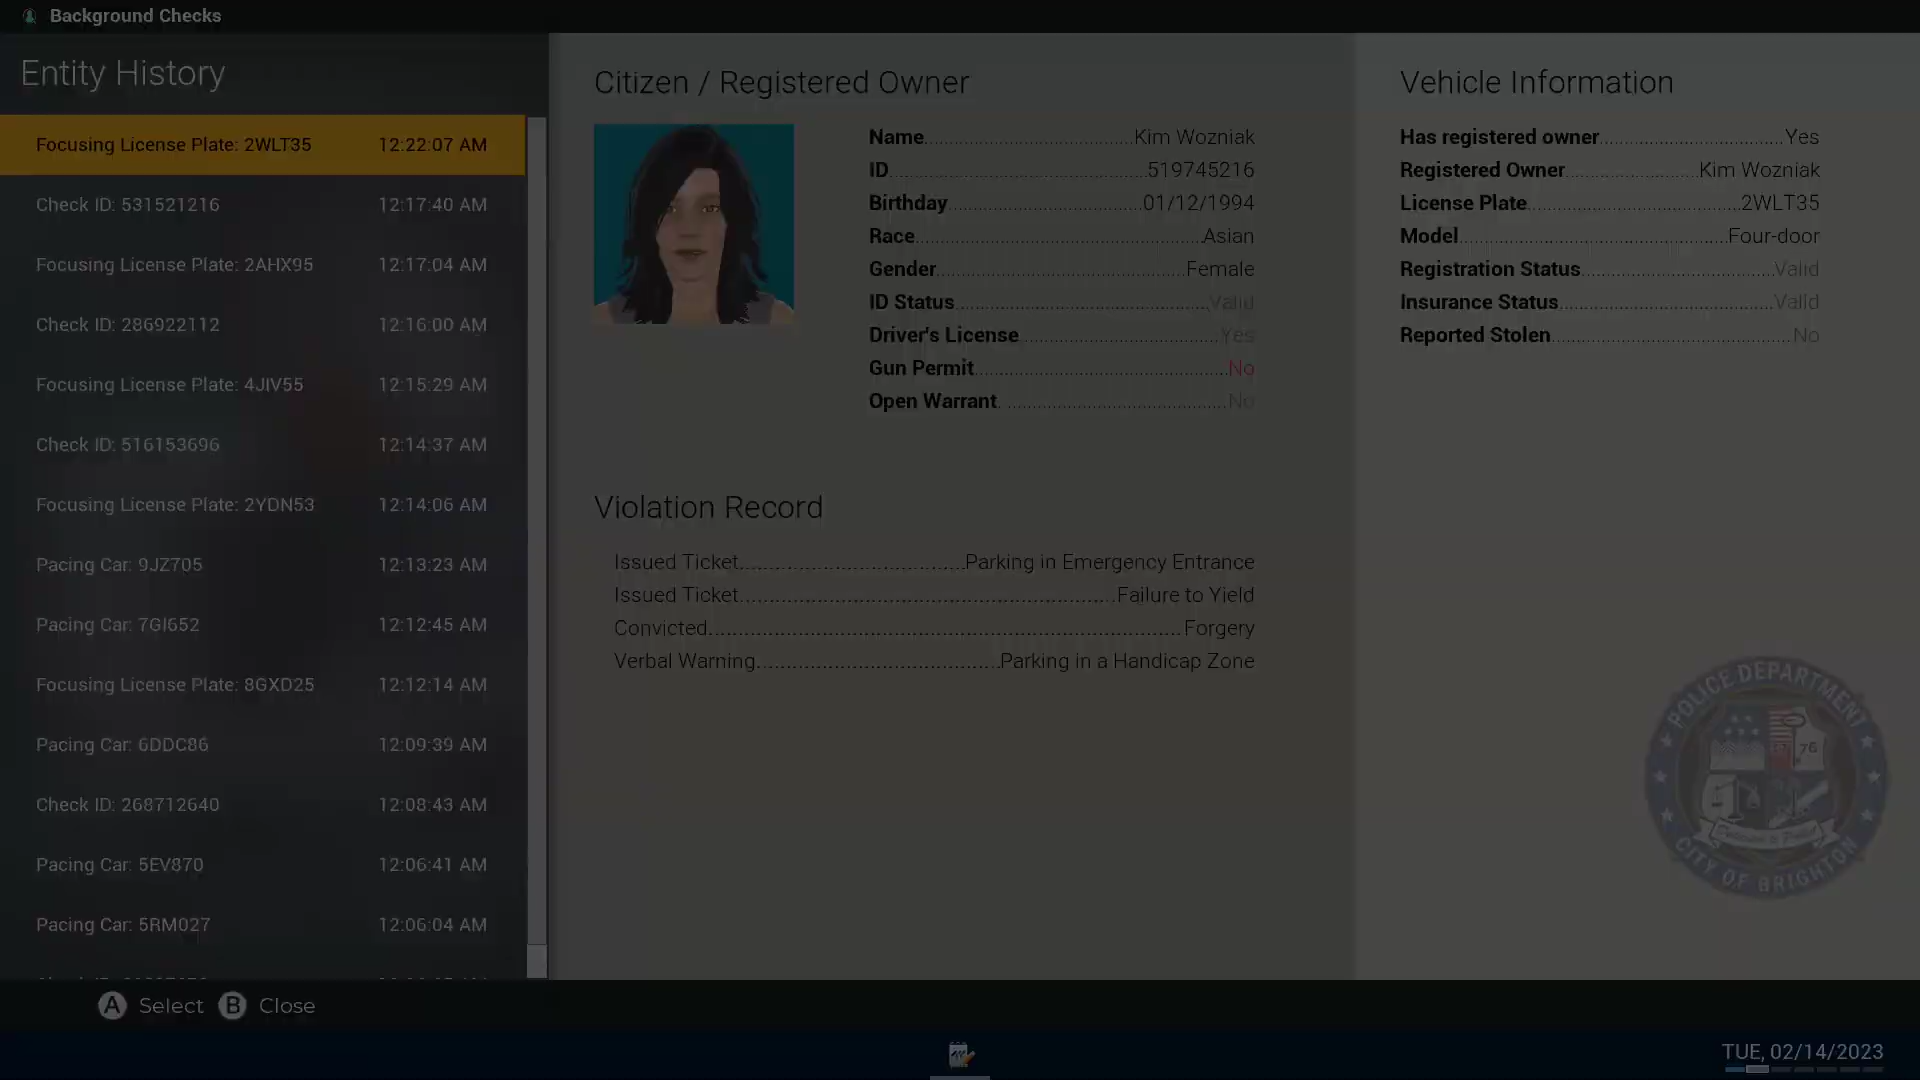 Background Checks
Entity History
Focusing License Plate: 2WLT35 12:22:07 AM
Check ID: 531521216 12:17:40 AM
Focusing License Plate: 2AHX95 12:17:04 AM
Check ID: 286922112 12:16:00 AM
Focusing License Plate: 4JIV55 12:15:29 AM
Check ID: 516153696 12:14:37 AM
Focusing License Plate: 2YDN53 12:14:06 AM
Pacing Car: 9JZ705 12:13:23 AM
Pacing Car: 7GI652 12:12:45 AM
Focusing License Plate: 8GXD25 12:12:14 AM
Pacing Car: 6DDC86 12:09:39 AM
Check ID: 268712640 12:08:43 AM
Pacing Car: 5EV870 12:06:41 AM
Pacing Car: 5RM027 12:06:04 AM
A Select B Close
Citizen / Registered Owner
Name Kim Wozniak
ID 519745216
Birthday 01/12/1994
Race Asian
Gender Female
ID Status Valid
Driver's License Yes
Gun Permit No
Open Warrant No
Violation Record
Issued Ticket Parking in Emergency Entrance
Issued Ticket Failure to Yield
Convicted Forgery
Verbal Warning Parking in a Handicap Zone
Vehicle Information
Has registered owner Yes
Registered Owner Kim Wozniak
License Plate 2WLT35
Model Four-door
Registration Status Valid
Insurance Status Valid
Reported Stolen No
POLICE DEPARTMENT
17 76
CITY OF BRIGHTON
TUE, 02/14/2023